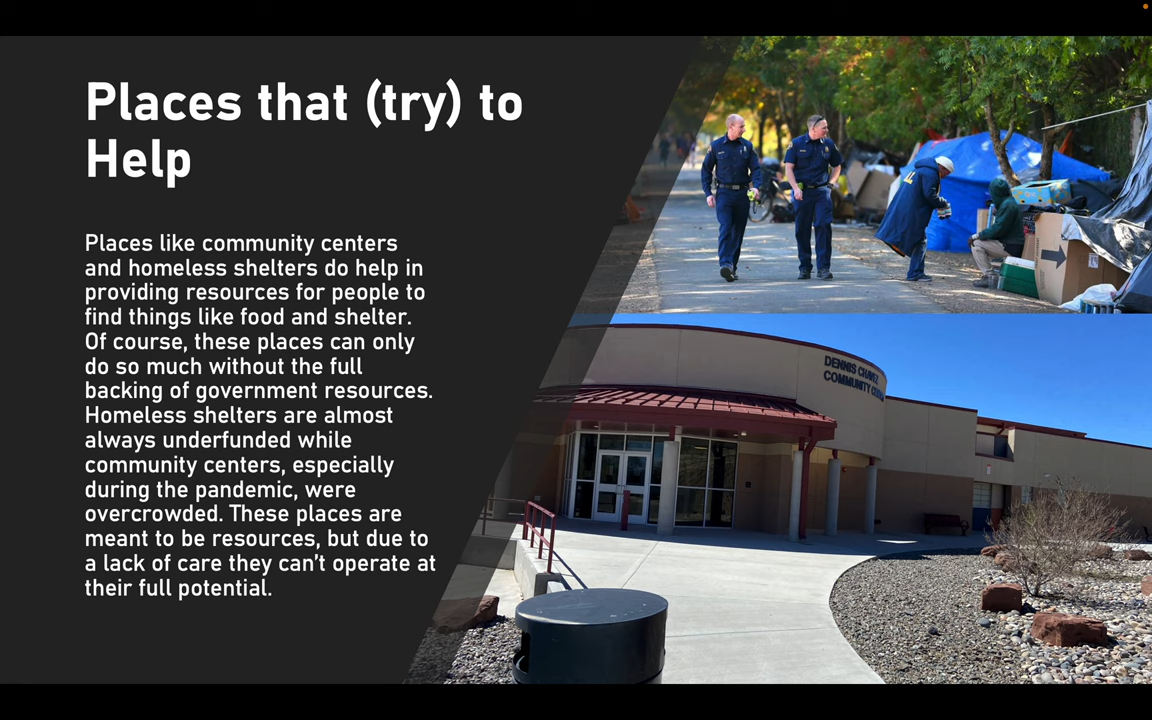 Places that (try) to
Help
Places like community centers
and homeless shelters do help in
providing resources for people to
find things like food and shelter.
Of course, these places can only
do so much without the full
backing of government resources.
Homeless shelters are almost
always underfunded while
community centers, especially
during the pandemic, were
overcrowded. These places are
meant to be resources, but due to
a lack of care they can’t operate at
their full potential.
DENNIS CHAVEZ
COMMUNITY CENTER